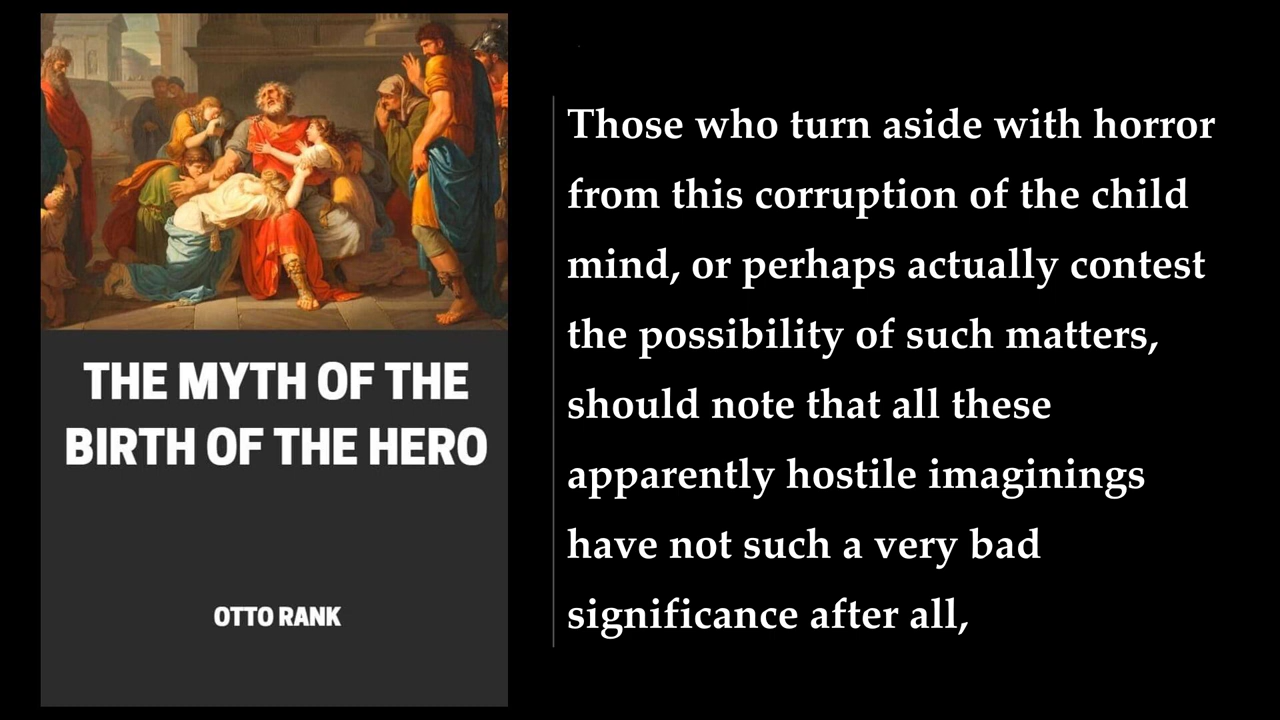 THE MYTH OF THE
BIRTH OF THE HERO
OTTO RANK
Those who turn aside with horror
from this corruption of the child
mind, or perhaps actually contest
the possibility of such matters,
should note that all these
apparently hostile imaginings
have not such a very bad
significance after all,